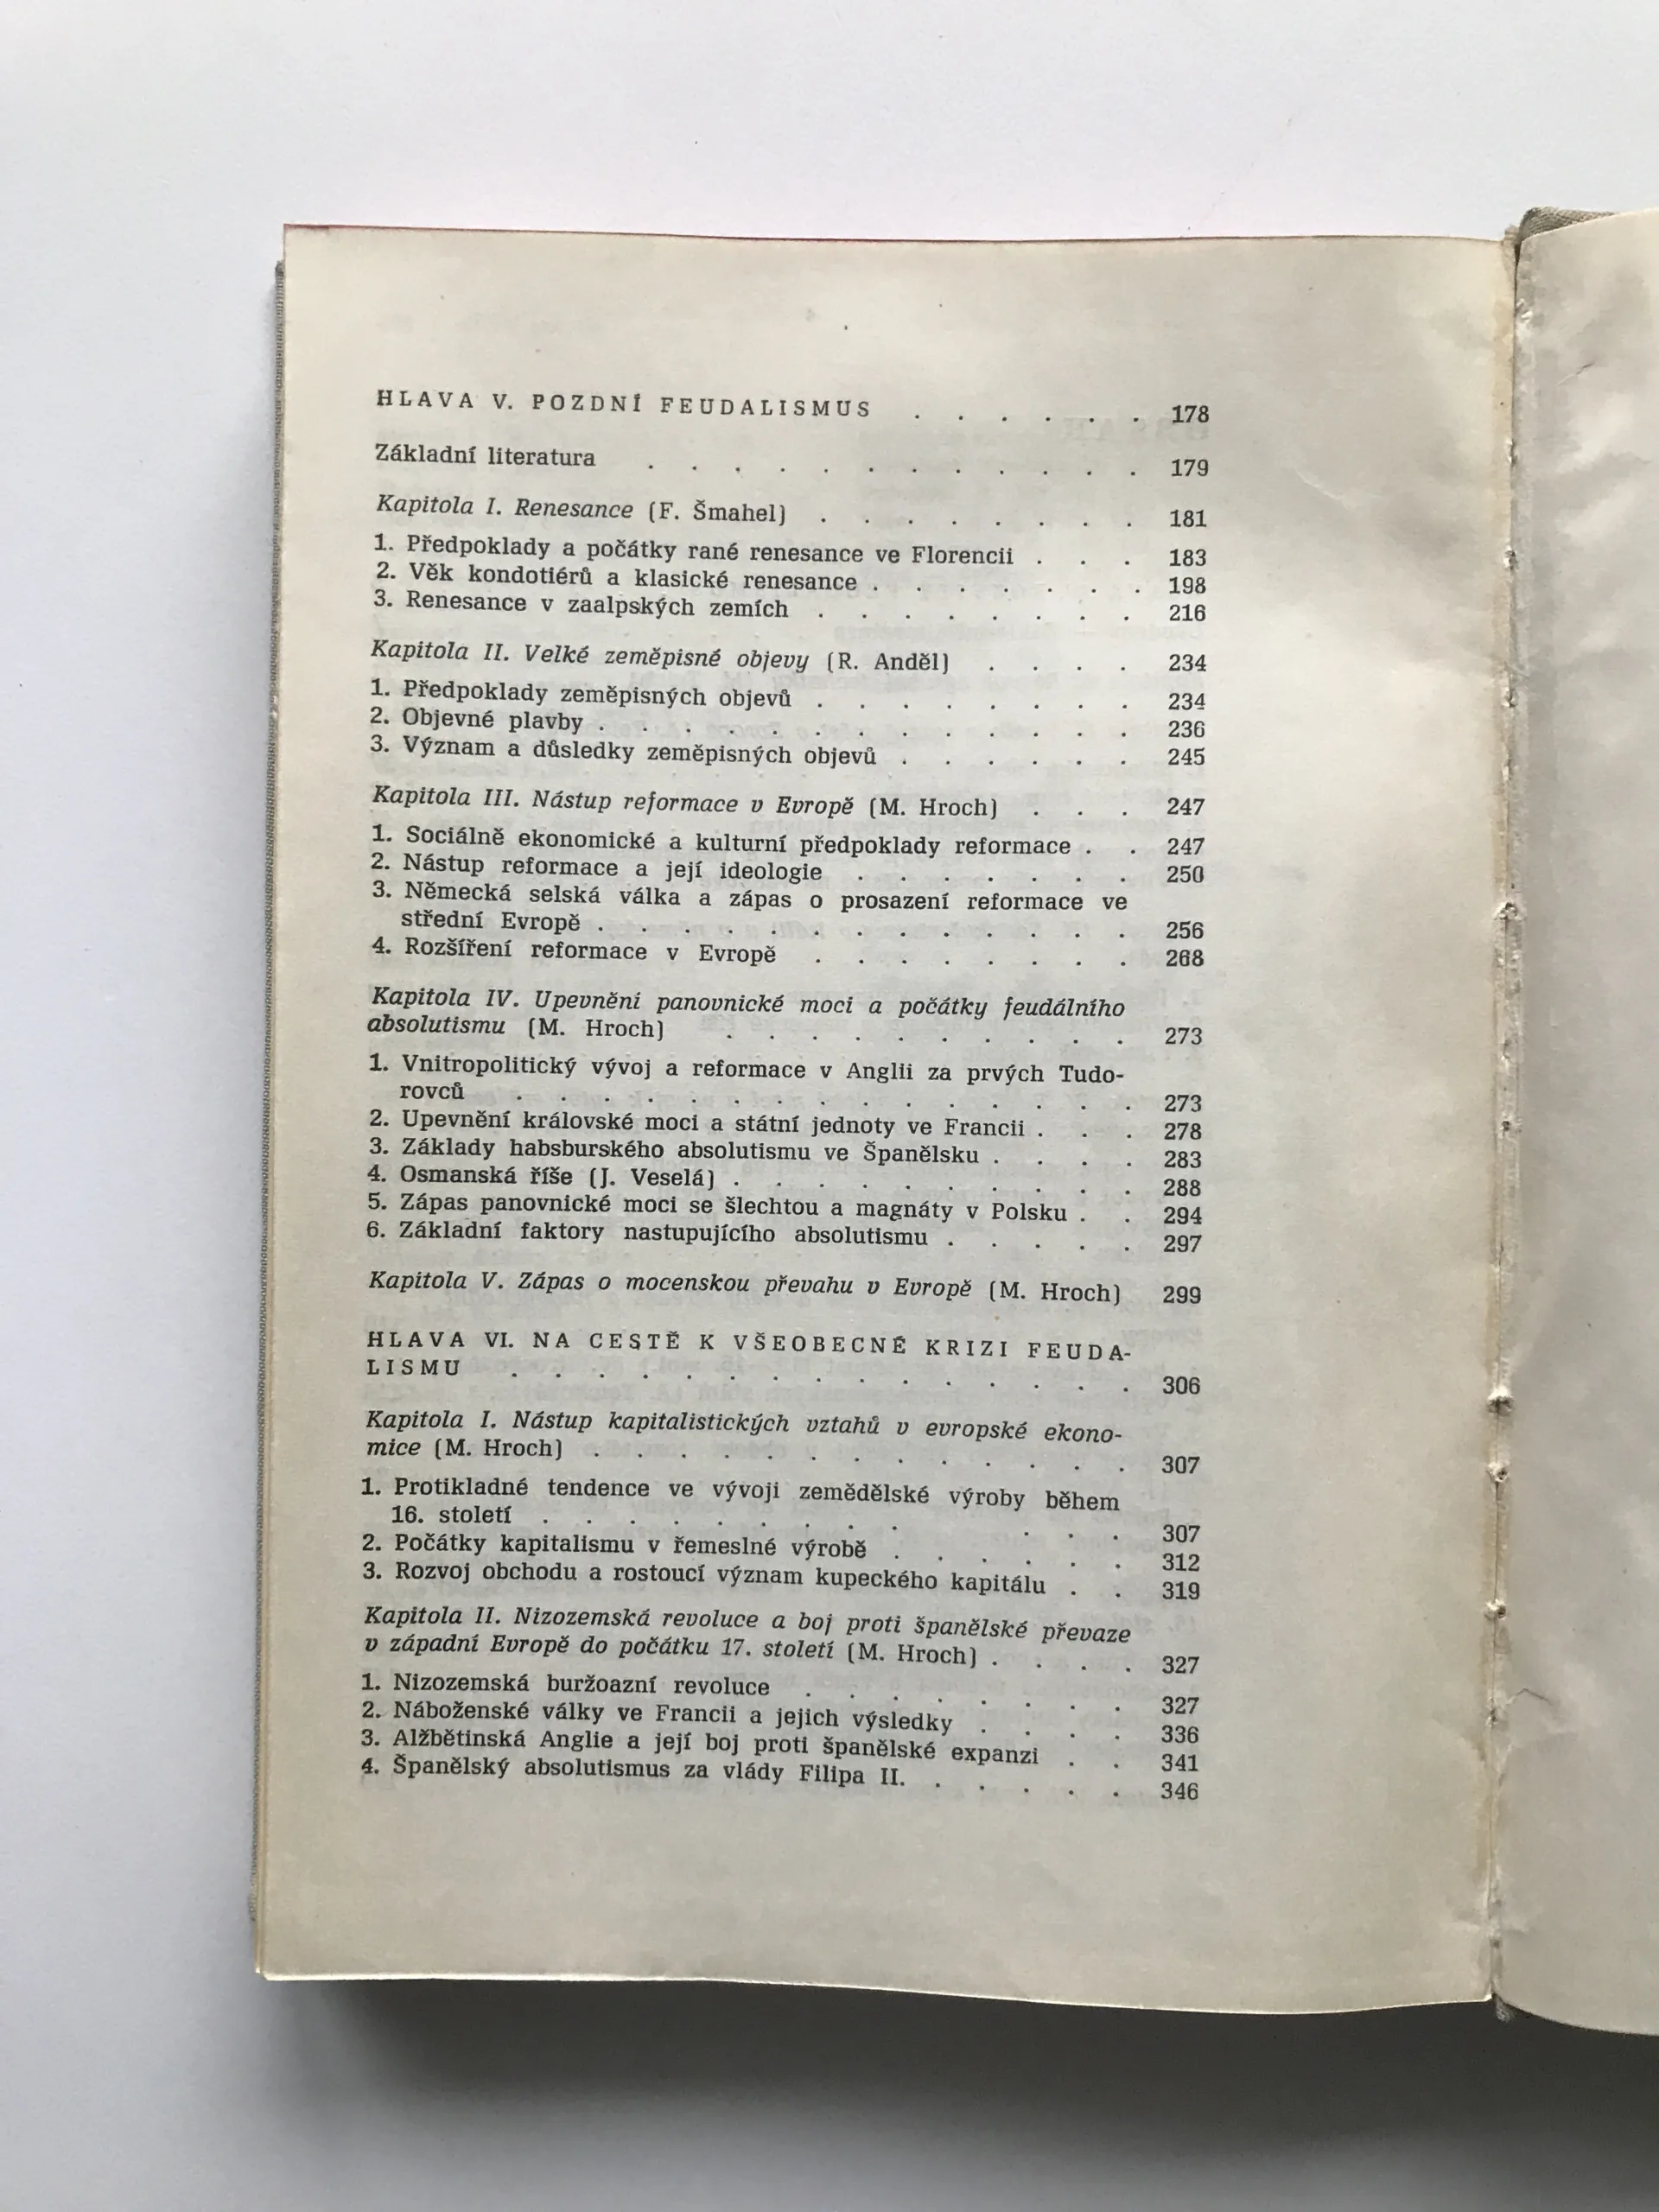 HLAVA V. POZDNÍ FEUDALISMUS . . . . . . 178
Základní literatura . . . . . . . . . . . . 179
Kapitola I. Renesance (F. Šmahel) . . . . . . . . 181
1. Předpoklady a počátky rané renesance ve Florencii . . . 183
2. Věk kondotiérů a klasické renesance . . . . . . . 198
3. Renesance v zaalpských zemích . . . . . . . . 216
Kapitola II. Velké zeměpisné objevy (R. Anděl) . . . . 234
1. Předpoklady zeměpisných objevů . . . . . . . . 234
2. Objevné plavby . . . . . . . . . . . . . 236
3. Význam a důsledky zeměpisných objevů . . . . . . 245
Kapitola III. Nástup reformace v Evropě (M. Hroch) . . . 247
1. Sociálně ekonomické a kulturní předpoklady reformace . . 247
2. Nástup reformace a její ideologie . . . . . . . 250
3. Německá selská válka a zápas o prosazení reformace ve
střední Evropě . . . . . . . . . . . . . 256
4. Rozšíření reformace v Evropě . . . . . . . . 268
Kapitola IV. Upevnění panovnické moci a počátky feudálního
absolutismu (M. Hroch) . . . . . . . . . . 273
1. Vnitropolitický vývoj a reformace v Anglii za prvých Tudo-
rovců . . . . . . . . . . . . . . . 273
2. Upevnění královské moci a státní jednoty ve Francii . . . 278
3. Základy habsburského absolutismu ve Španělsku . . . . 283
4. Osmanská říše (J. Veselá) . . . . . . . . . . 288
5. Zápas panovnické moci se šlechtou a magnáty v Polsku . . 294
6. Základní faktory nastupujícího absolutismu . . . . . 297
Kapitola V. Zápas o mocenskou převahu v Evropě (M. Hroch) 299
HLAVA VI. NA CESTĚ K VŠEOBECNÉ KRIZI FEUDA-
LISMU . . . . . . . . . . . . . . . 306
Kapitola I. Nástup kapitalistických vztahů v evropské ekono-
mice (M. Hroch) . . . . . . . . . . . . . 307
1. Protikladné tendence ve vývoji zemědělské výroby během
16. století . . . . . . . . . . . . 307
2. Počátky kapitalismu v řemeslné výrobě . . . . . . 312
3. Rozvoj obchodu a rostoucí význam kupeckého kapitálu . . 319
Kapitola II. Nizozemská revoluce a boj proti španělské převaze
v západní Evropě do počátku 17. století (M. Hroch) . . . . 327
1. Nizozemská buržoazní revoluce . . . . . . . . 327
2. Náboženské války ve Francii a jejich výsledky . . . . 336
3. Alžbětinská Anglie a její boj proti španělské expanzi . . 341
4. Španělský absolutismus za vlády Filipa II. . . . . . 346